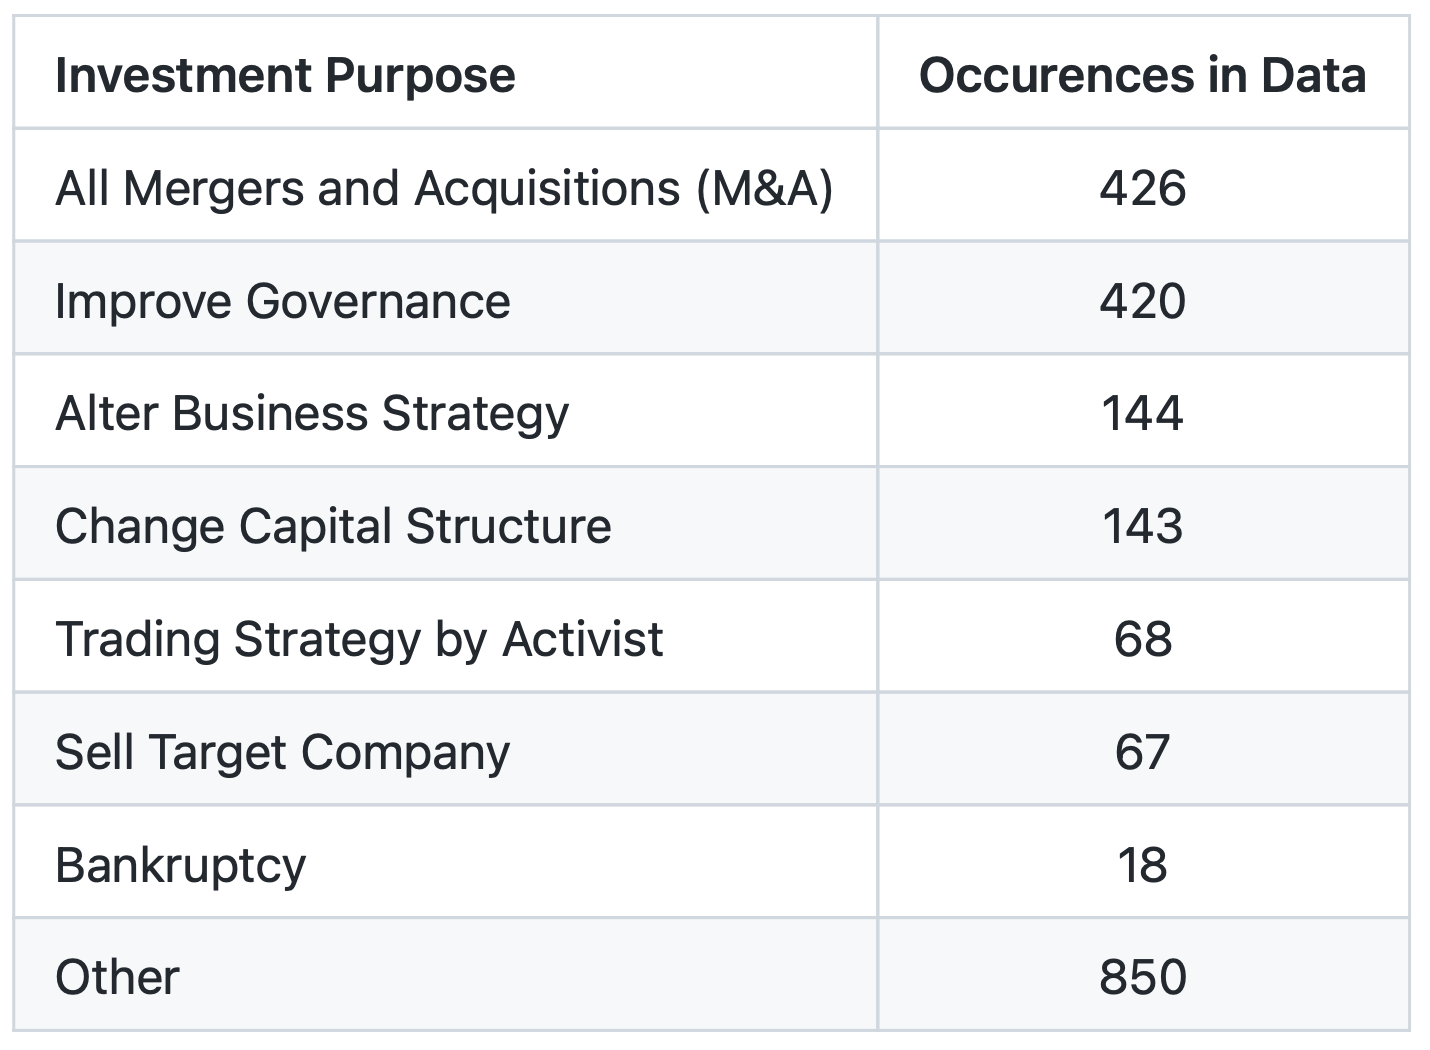 Investment Purpose Occurences in Data
All Mergers and Acquisitions (M&A) 426
Improve Governance 420
Alter Business Strategy 144
Change Capital Structure 143
Trading Strategy by Activist 68
Sell Target Company 67
Bankruptcy 18
Other 850